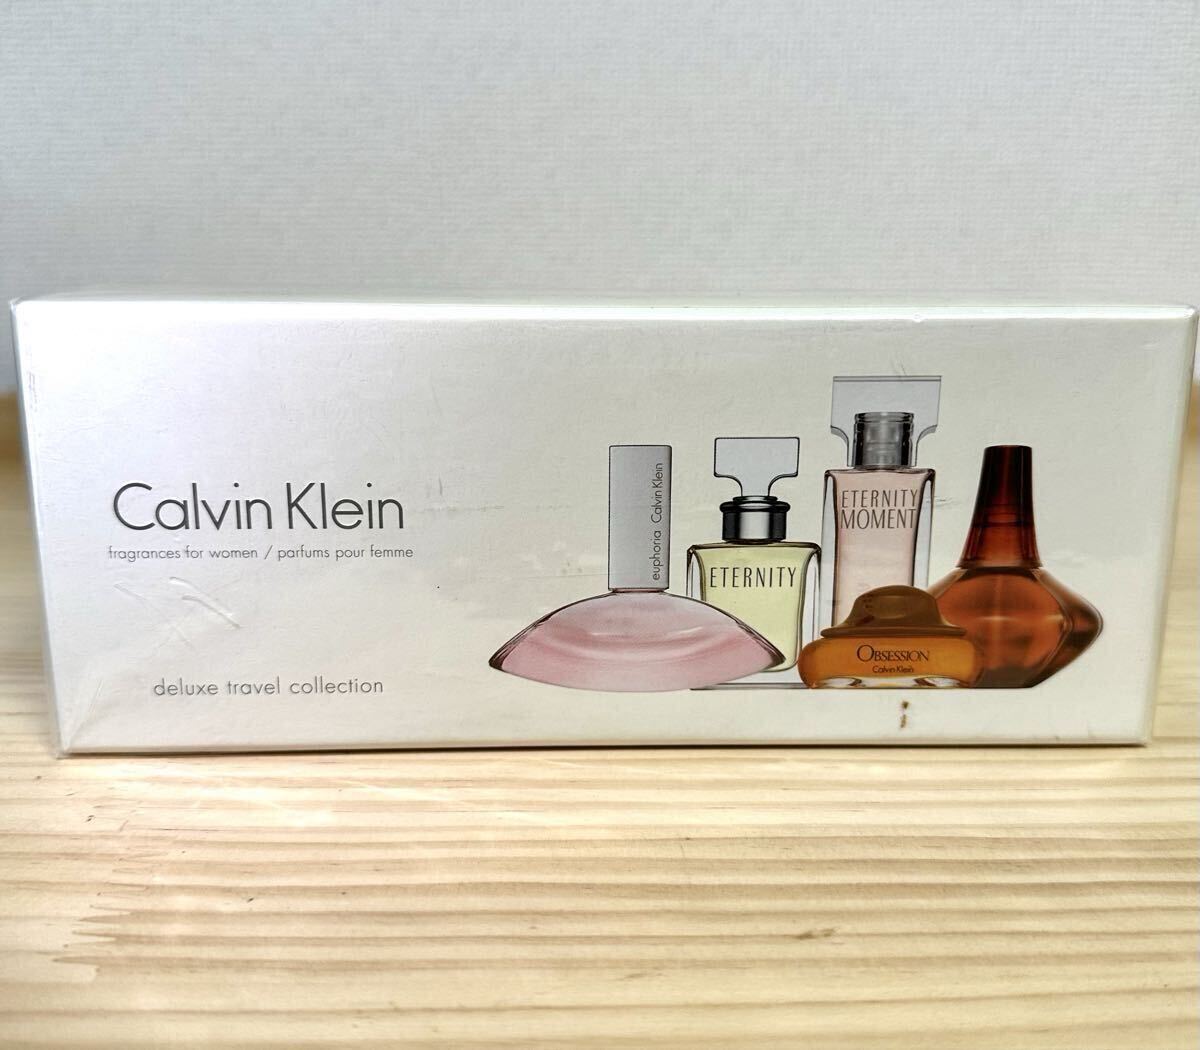 Calvin Klein
fragrances for women / parfums pour femme
deluxe travel collection
euphoria Calvin Klein
ETERNITY
ETERNITY
MOMENT
OBSESSION
Calvin Klein